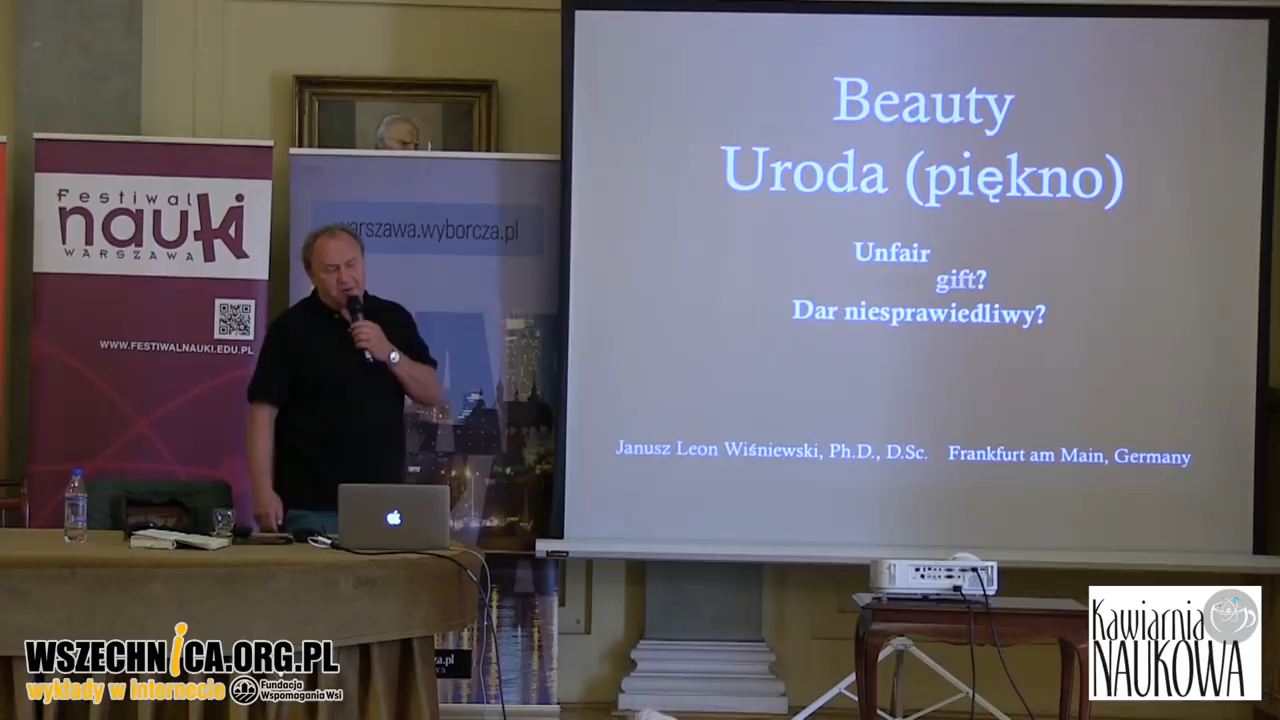 Festiwal
nauki
WARSZAWA
WWW.FESTIWALNAUKI.EDU.PL
warszawa.wyborcza.pl
Beauty
Uroda (piękno)
Unfair
gift?
Dar niesprawiedliwy?
Janusz Leon Wiśniewski, Ph.D., D.Sc. Frankfurt am Main, Germany
WSZECHNICA.ORG.PL
wykłady w Internecie
Fundacja
Wspomagania Wsi
Kawiarnia
NAUKOWA